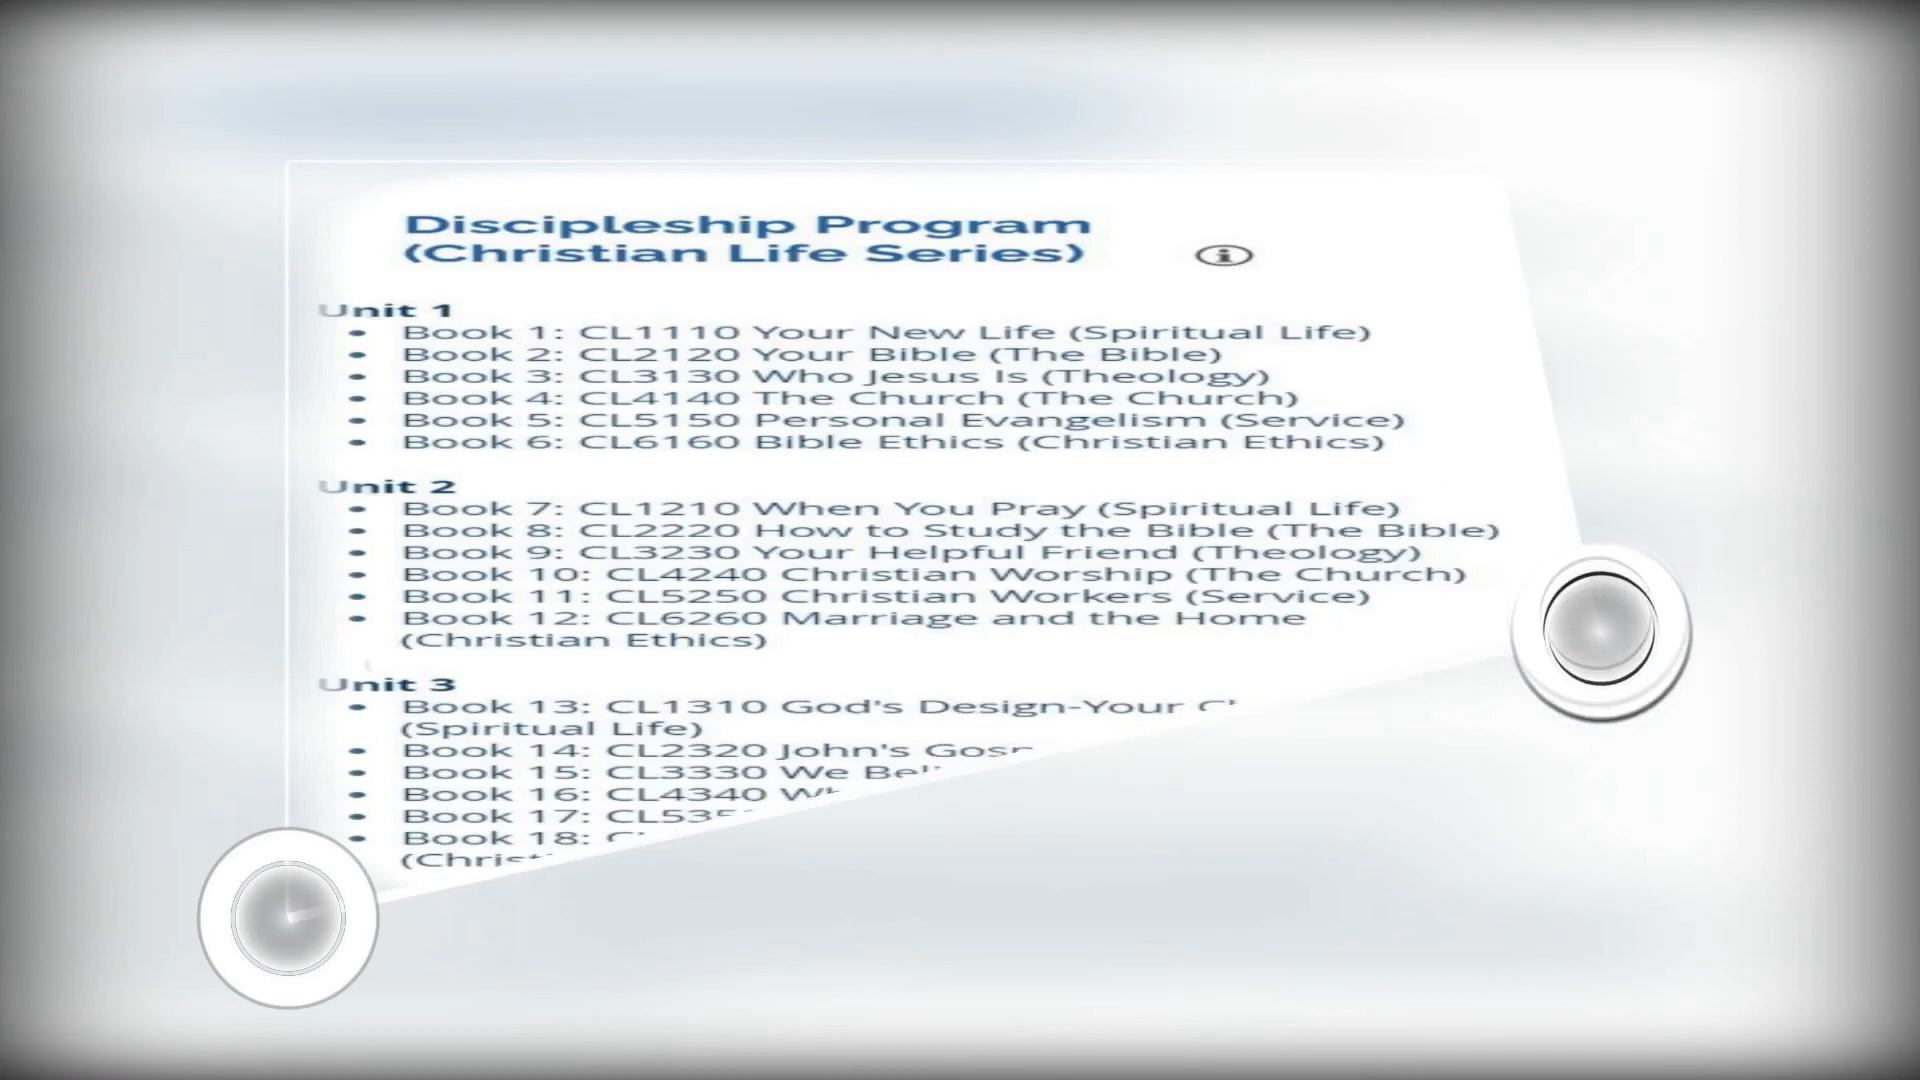 Discipleship Program
(Christian Life Series)
Unit 1
• Book 1: CL1110 Your New Life (Spiritual Life)
• Book 2: CL2120 Your Bible (The Bible)
• Book 3: CL3130 Who Jesus Is (Theology)
• Book 4: CL4140 The Church (The Church)
• Book 5: CL5150 Personal Evangelism (Service)
• Book 6: CL6160 Bible Ethics (Christian Ethics)
Unit 2
• Book 7: CL1210 When You Pray (Spiritual Life)
• Book 8: CL2220 How to Study the Bible (The Bible)
• Book 9: CL3230 Your Helpful Friend (Theology)
• Book 10: CL4240 Christian Worship (The Church)
• Book 11: CL5250 Christian Workers (Service)
• Book 12: CL6260 Marriage and the Home
(Christian Ethics)
Unit 3
• Book 13: CL1310 God's Design-Your
(Spiritual Life)
• Book 14: CL2320 John's
• Book 15: CL3330 We
• Book 16: CL4340
• Book 17:
• Book 18: